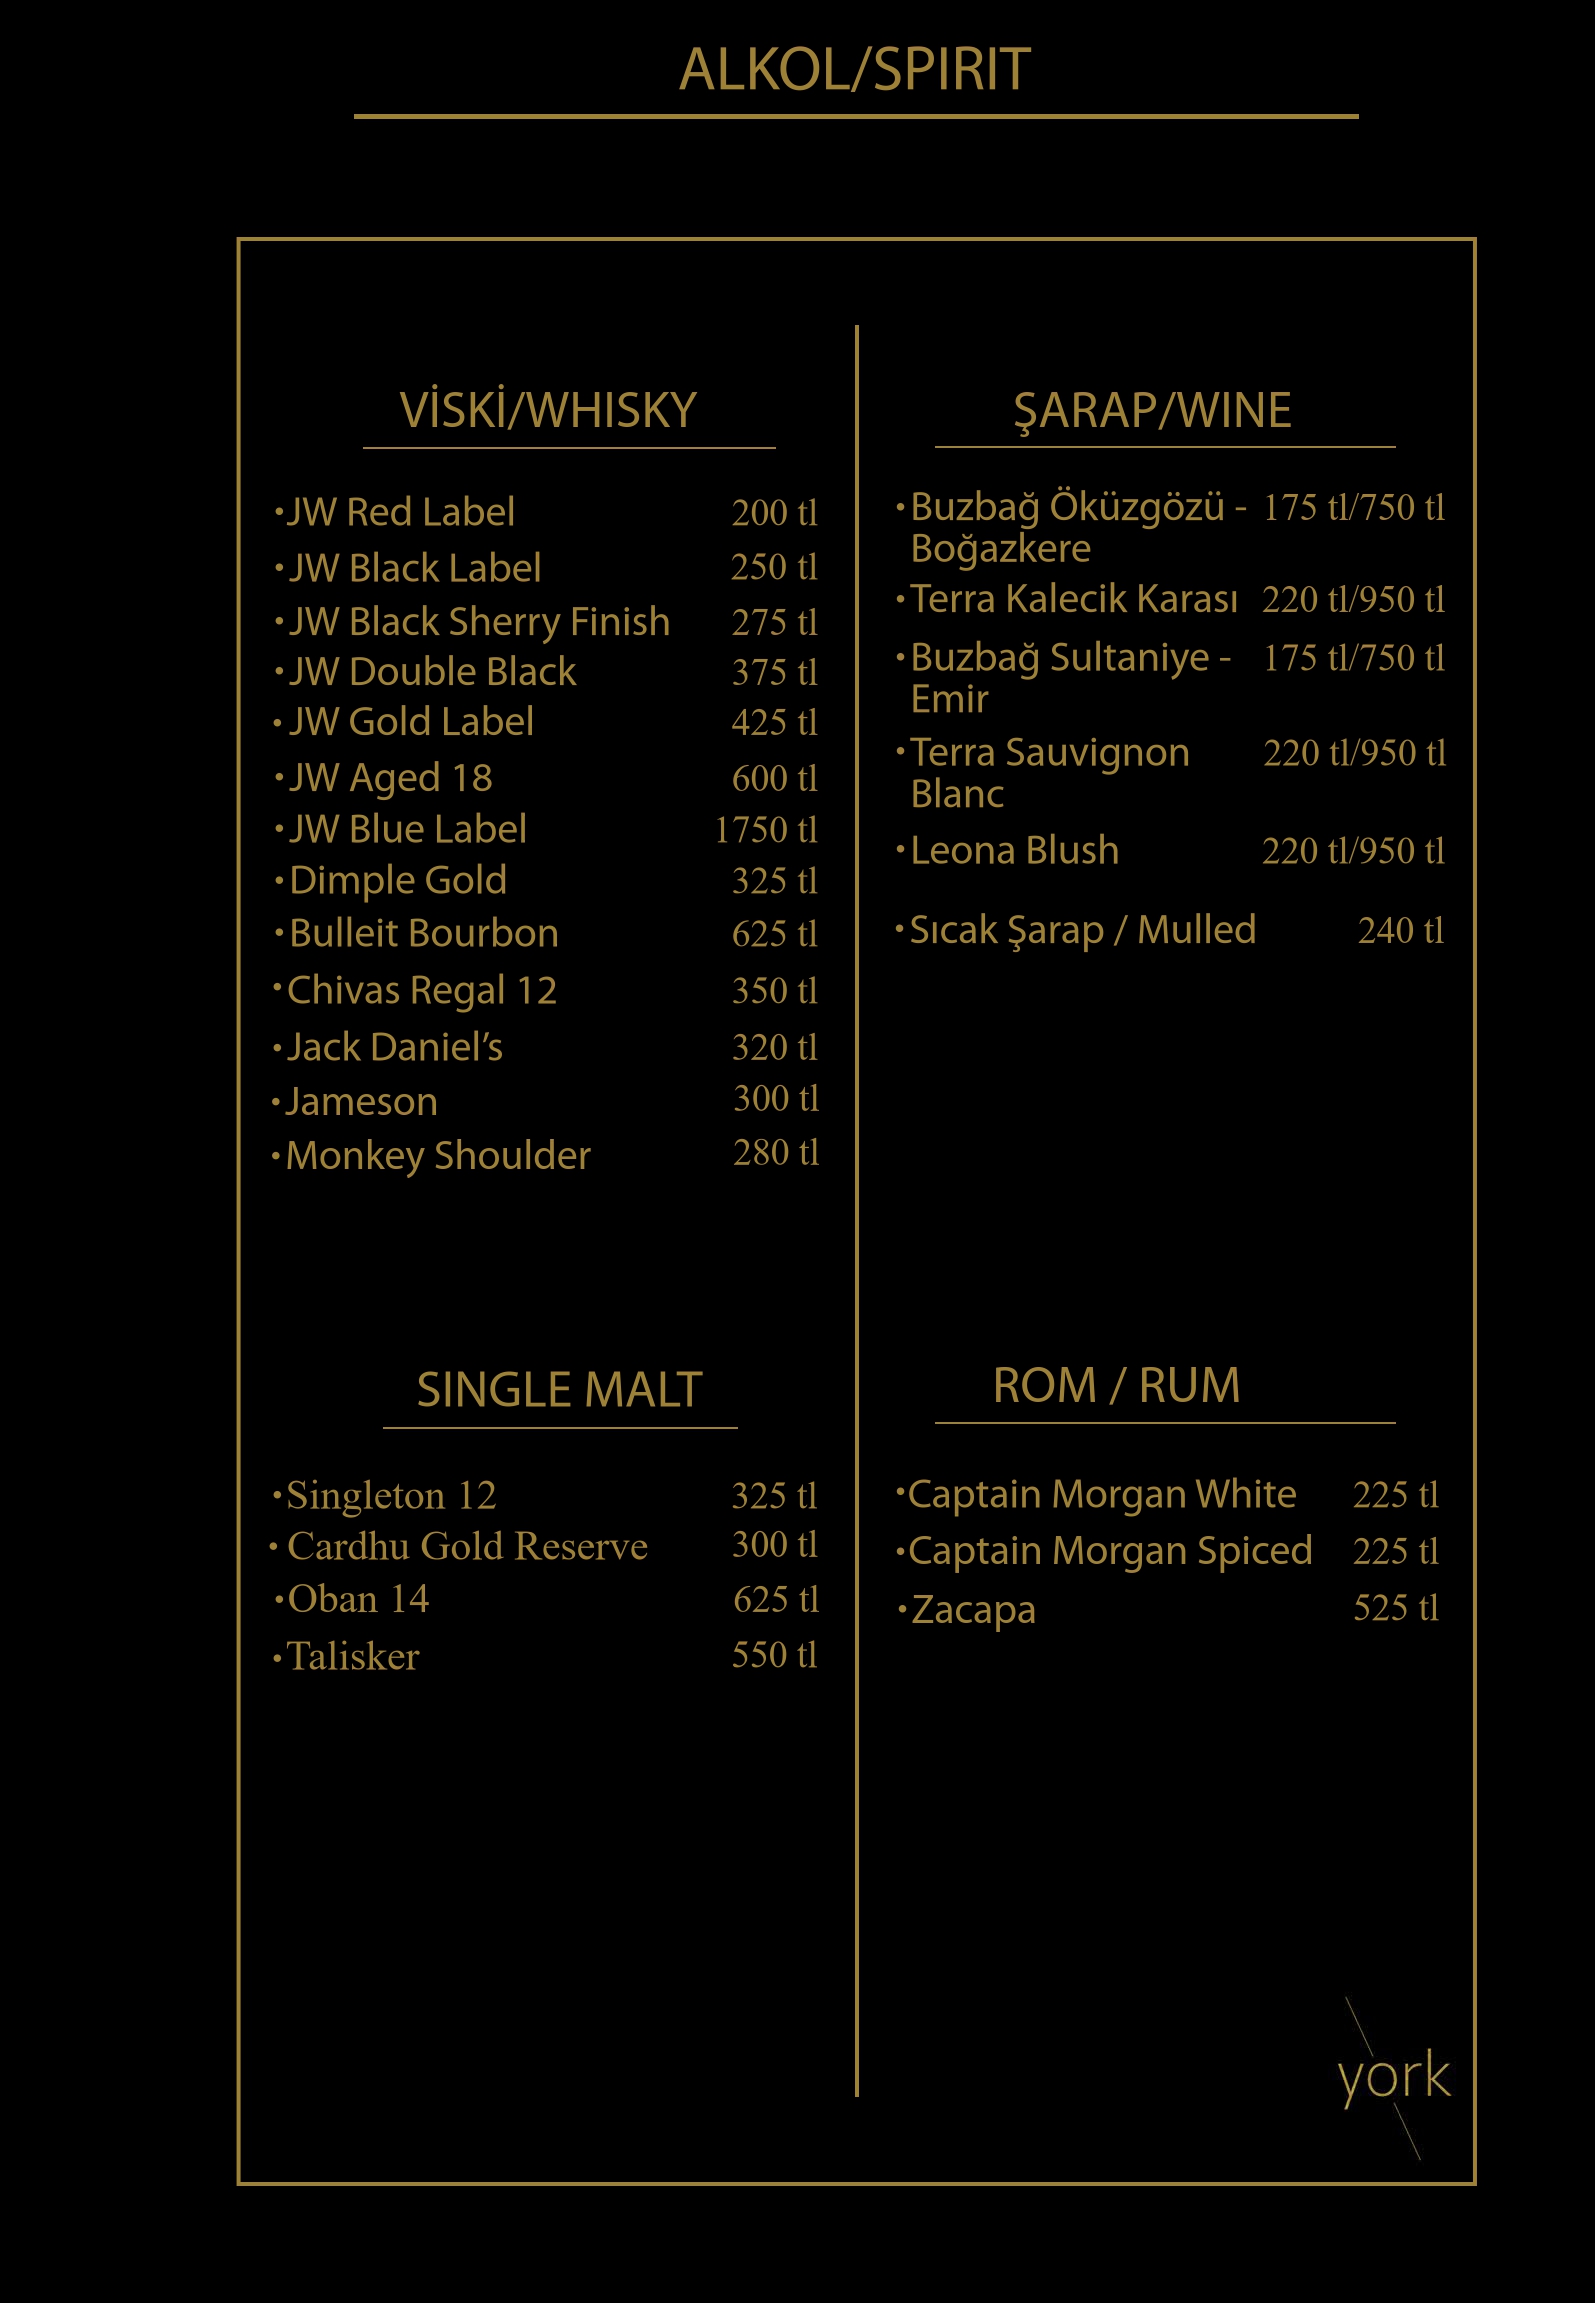 ALKOL/SPIRIT
VİSKİ/WHISKY
•JW Red Label 200 tl
•JW Black Label 250 tl
•JW Black Sherry Finish 275 tl
•JW Double Black 375 tl
•JW Gold Label 425 tl
•JW Aged 18 600 tl
•JW Blue Label 1750 tl
•Dimple Gold 325 tl
•Bulleit Bourbon 625 tl
•Chivas Regal 12 350 tl
•Jack Daniel’s 320 tl
•Jameson 300 tl
•Monkey Shoulder 280 tl
SINGLE MALT
•Singleton 12 325 tl
•Cardhu Gold Reserve 300 tl
•Oban 14 625 tl
•Talisker 550 tl
ŞARAP/WINE
•Buzbağ Öküzgözü - 175 tl/750 tl
Boğazkere
•Terra Kalecik Karası 220 tl/950 tl
•Buzbağ Sultaniye - 175 tl/750 tl
Emir
•Terra Sauvignon 220 tl/950 tl
Blanc
•Leona Blush 220 tl/950 tl
•Sıcak Şarap / Mulled 240 tl
ROM / RUM
•Captain Morgan White 225 tl
•Captain Morgan Spiced 225 tl
•Zacapa 525 tl
york